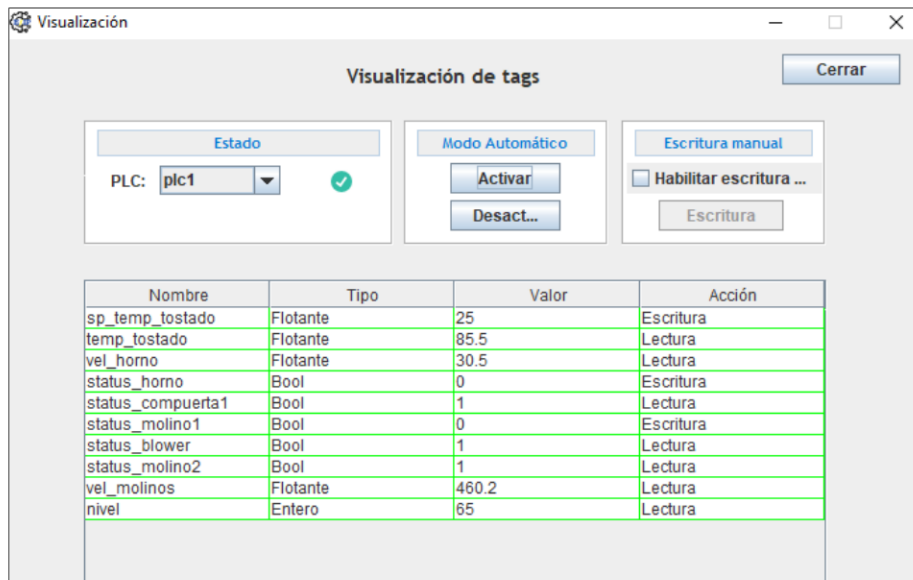 Visualización
Visualización de tags
Cerrar
Estado
PLC: plc1
Modo Automático
Activar
Desact...
Escritura manual
Habilitar escritura ...
Escritura
Nombre Tipo Valor Acción
sp_temp_tostado Flotante 25 Escritura
temp_tostado Flotante 85.5 Lectura
vel_horno Flotante 30.5 Lectura
status_horno Bool 0 Escritura
status_compuerta1 Bool 1 Lectura
status_molino1 Bool 0 Escritura
status_blower Bool 1 Lectura
status_molino2 Bool 1 Lectura
vel_molinos Flotante 460.2 Lectura
nivel Entero 65 Lectura